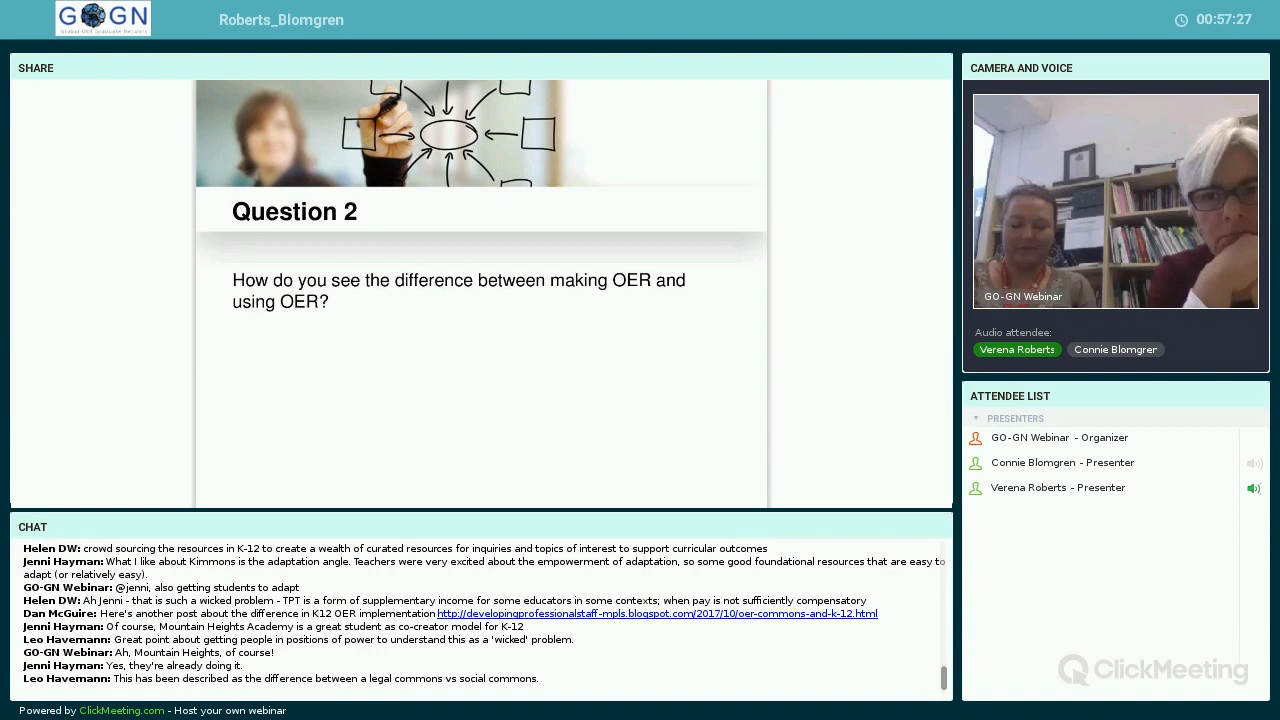 GOGN
Global OER Graduate Network
Roberts_Blomgren
00:57:27
SHARE
Question 2
How do you see the difference between making OER and
using OER?
CHAT
Helen DW: crowd sourcing the resources in K-12 to create a wealth of curated resources for inquiries and topics of interest to support curricular outcomes
Jenni Hayman: What I like about Kimmons is the adaptation angle. Teachers were very excited about the empowerment of adaptation, so some good foundational resources that are easy to
adapt (or relatively easy).
GO-GN Webinar: @jenni, also getting students to adapt
Helen DW: Ah Jenni - that is such a wicked problem - TPT is a form of supplementary income for some educators in some contexts; when pay is not sufficiently compensatory
Dan McGuire: Here's another post about the difference in K12 OER implementation http://developingprofessionalstaff-mpls.blogspot.com/2017/10/oer-commons-and-k-12.html
Jenni Hayman: Of course, Mountain Heights Academy is a great student as co-creator model for K-12
Leo Havemann: Great point about getting people in positions of power to understand this as a 'wicked' problem.
GO-GN Webinar: Ah, Mountain Heights, of course!
Jenni Hayman: Yes, they're already doing it.
Leo Havemann: This has been described as the difference between a legal commons vs social commons.
CAMERA AND VOICE
GO-GN Webinar
Audio attendee:
Verena Roberts Connie Blomgren
ATTENDEE LIST
PRESENTERS
GO-GN Webinar - Organizer
Connie Blomgren - Presenter
Verena Roberts - Presenter
ClickMeeting
Powered by ClickMeeting.com - Host your own webinar